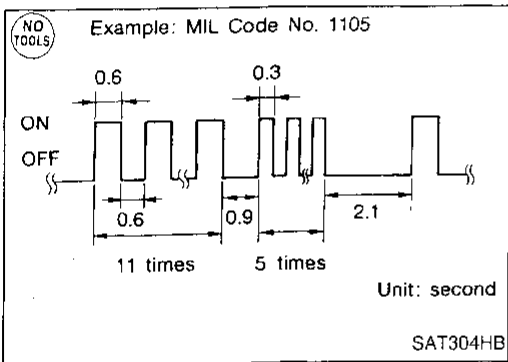 NO
TOOLS
Example: MIL Code No. 1105
0.6
0.3
ON
OFF
0.6
0.9
2.1
11 times
5 times
Unit: second
SAT304HB